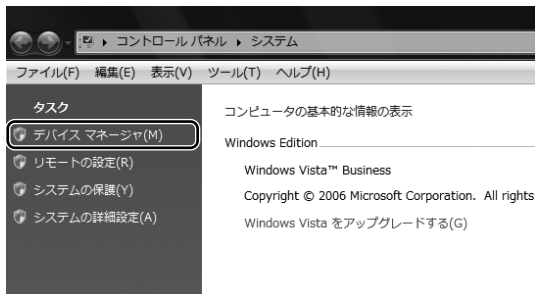 コントロール パネル ▸ システム
ファイル(F) 編集(E) 表示(V) ツール(T) ヘルプ(H)
タスク
デバイス マネージャ(M)
リモートの設定(R)
システムの保護(Y)
システムの詳細設定(A)
コンピュータの基本的な情報の表示
Windows Edition
Windows Vista™ Business
Copyright © 2006 Microsoft Corporation. All rights
Windows Vista をアップグレードする(G)